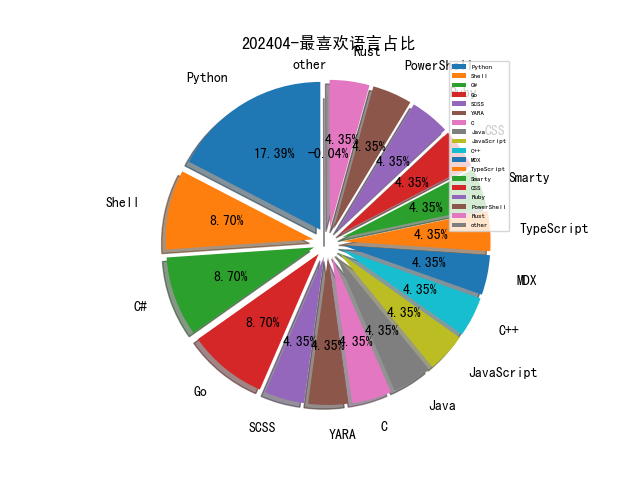 202404-最喜欢语言占比
Python
Shell
C#
Go
SCSS
YARA
C
Java
JavaScript
C++
MDX
TypeScript
Smarty
CSS
PowerShell
Rust
other
17.39%
8.70%
8.70%
8.70%
4.35%
4.35%
4.35%
4.35%
4.35%
4.35%
4.35%
4.35%
4.35%
4.35%
4.35%
4.35%
4.35%
-0.04%
Python
Shell
C#
Go
SCSS
YARA
C
Java
JavaScript
C++
MDX
TypeScript
Smarty
CSS
Ruby
PowerShell
Rust
other